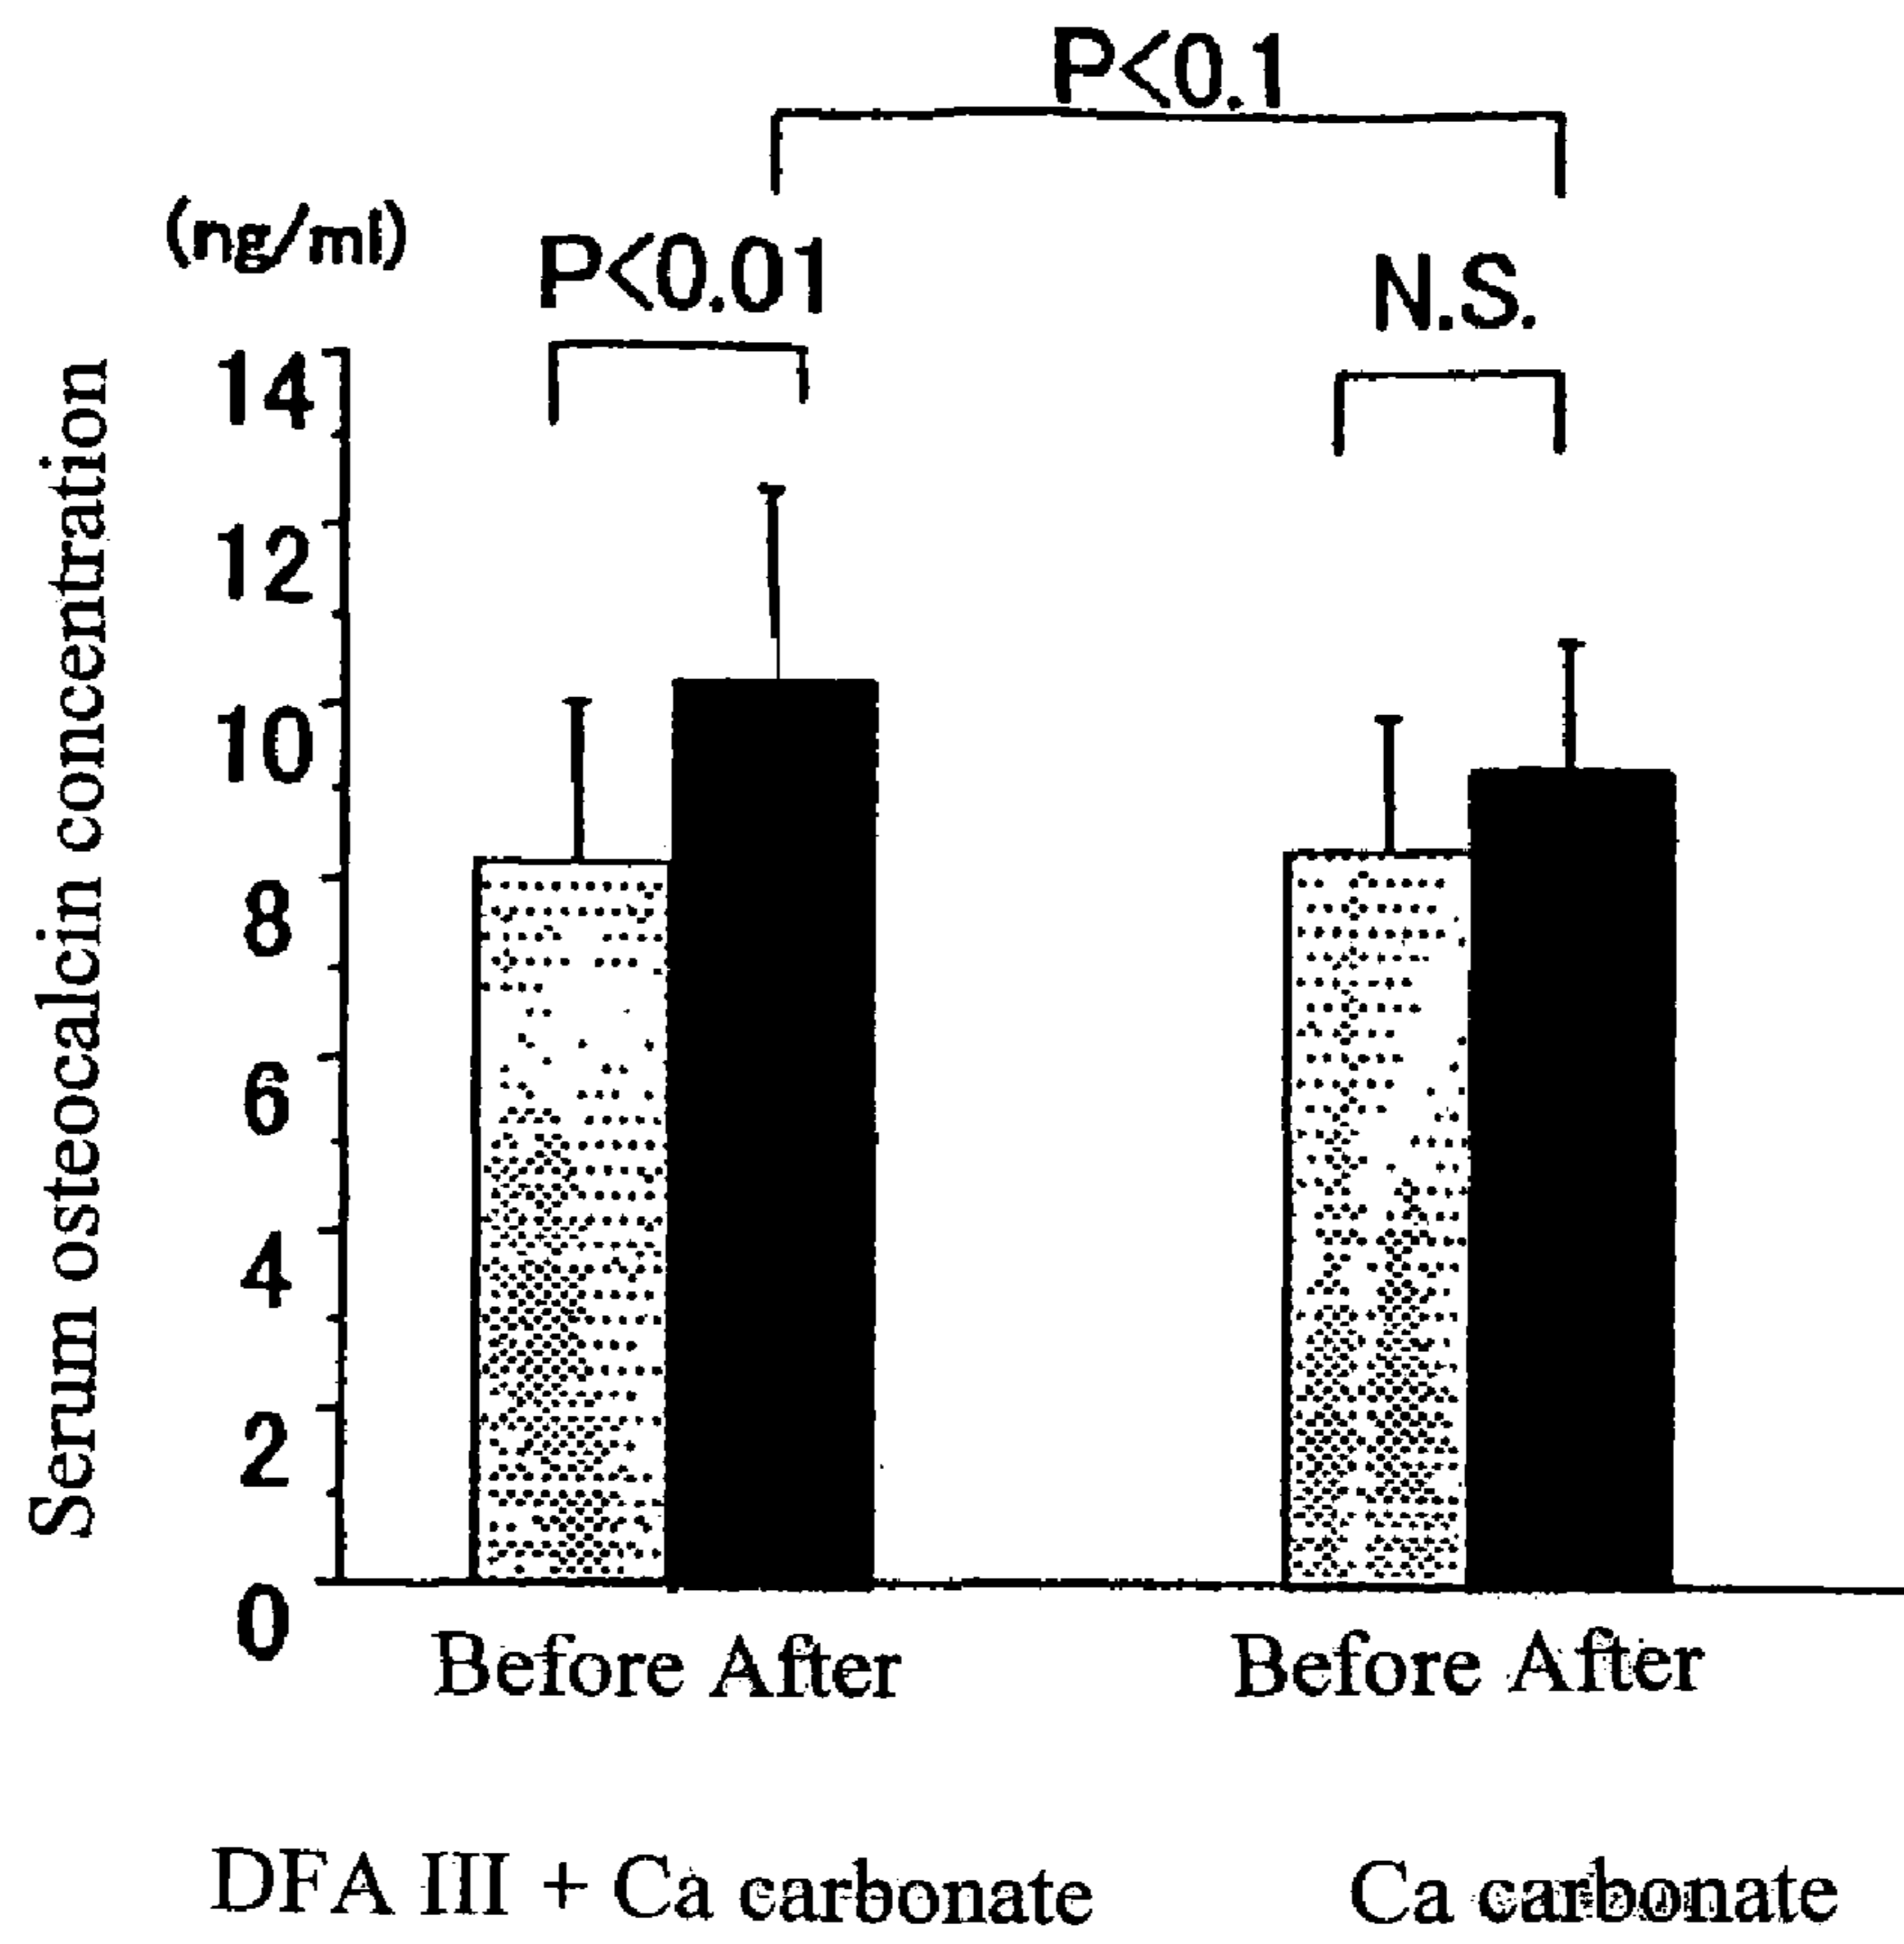 P<0.1
(ng/ml)
P<0.01
N.S.
Serum osteocalcin concentration
14
12
10
8
6
4
2
0
Before After
Before After
DFA III + Ca carbonate
Ca carbonate